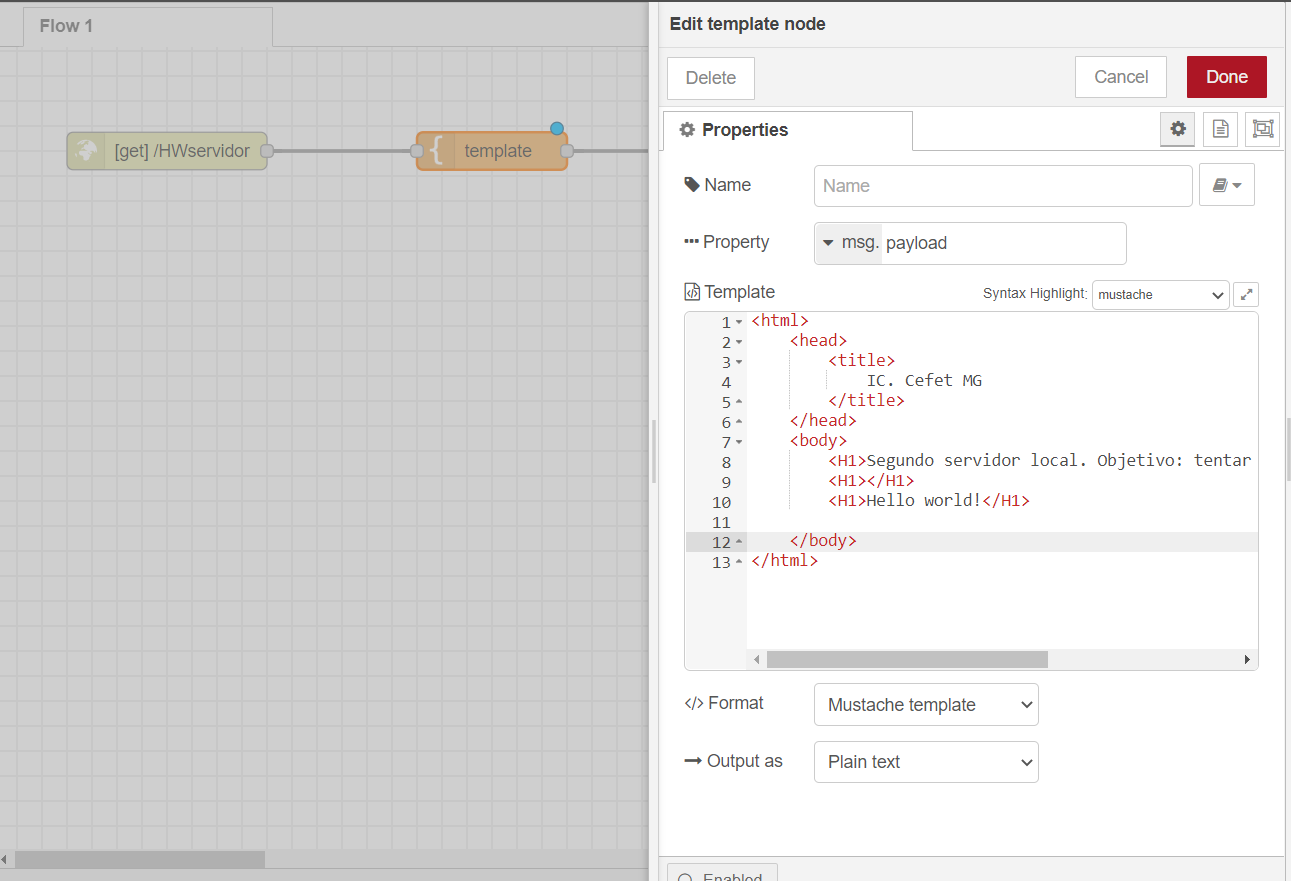 Flow 1
[get] /HWservidor
template
Edit template node
Delete
Cancel
Done
Properties
Name
Name
Property
msg. payload
Template
Syntax Highlight: mustache
1 <html>
2 <head>
3 <title>
4 IC. Cefet MG
5 </title>
6 </head>
7 <body>
8 <H1>Segundo servidor local. Objetivo: tentar
9 <H1></H1>
10 <H1>Hello world!</H1>
11
12 </body>
13 </html>
</> Format
Mustache template
Output as
Plain text
Enabled